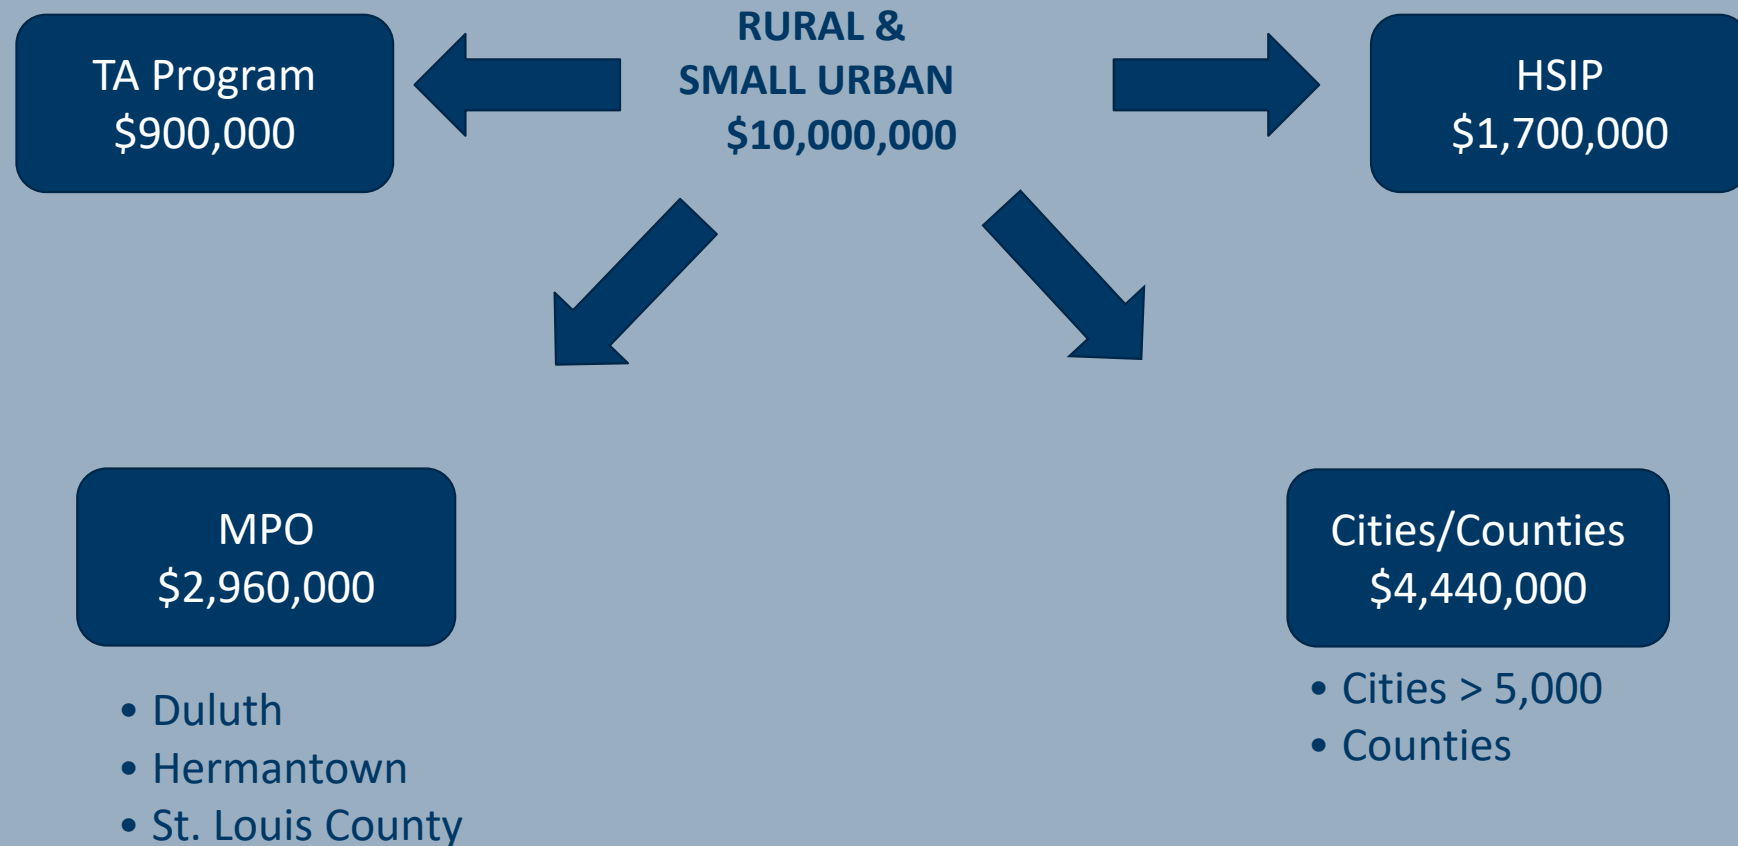 RURAL &
SMALL URBAN
$10,000,000
TA Program
$900,000
HSIP
$1,700,000
MPO
$2,960,000
• Duluth
• Hermantown
• St. Louis County
Cities/Counties
$4,440,000
• Cities > 5,000
• Counties